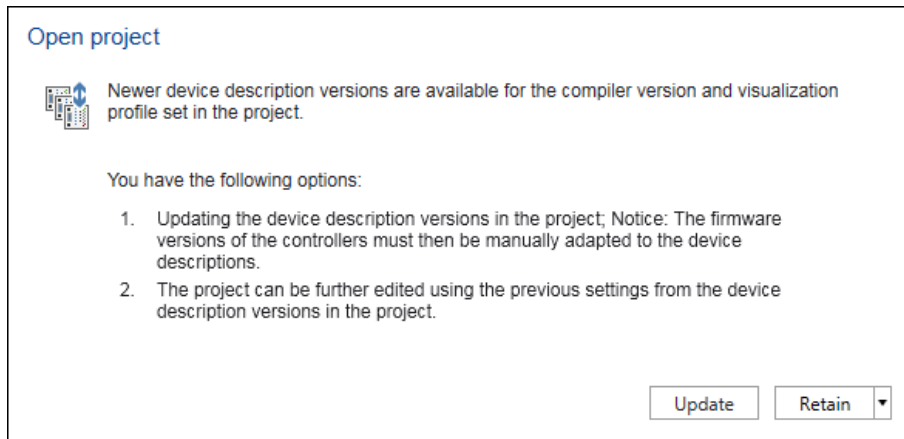 Open project
Newer device description versions are available for the compiler version and visualization
profile set in the project.
You have the following options:
1. Updating the device description versions in the project; Notice: The firmware
versions of the controllers must then be manually adapted to the device
descriptions.
2. The project can be further edited using the previous settings from the device
description versions in the project.
Update Retain